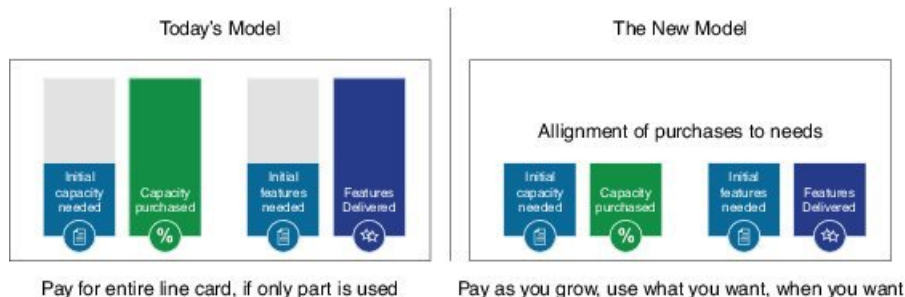 Today's Model
Initial
capacity
needed
Capacity
purchased
%
Initial
features
needed
Features
Delivered
Pay for entire line card, if only part is used
The New Model
Allignment of purchases to needs
Initial
capacity
needed
Capacity
purchased
%
Initial
features
needed
Features
Delivered
Pay as you grow, use what you want, when you want